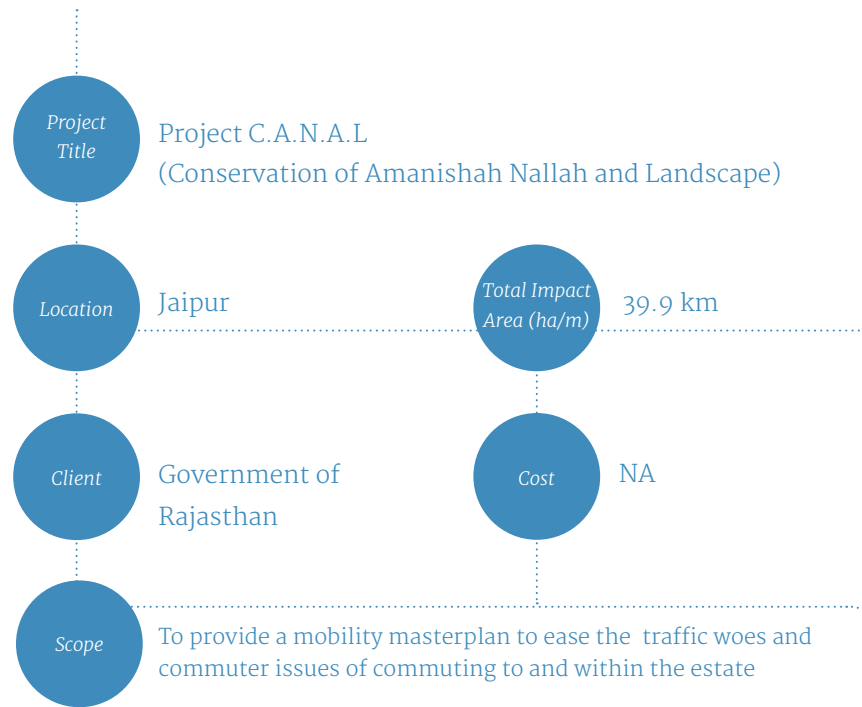 Project
Title
Project C.A.N.A.L
(Conservation of Amanishah Nallah and Landscape)
Location
Jaipur
Total Impact
Area (ha/m)
39.9 km
Client
Government of
Rajasthan
Cost
NA
Scope
To provide a mobility masterplan to ease the traffic woes and
commuter issues of commuting to and within the estate